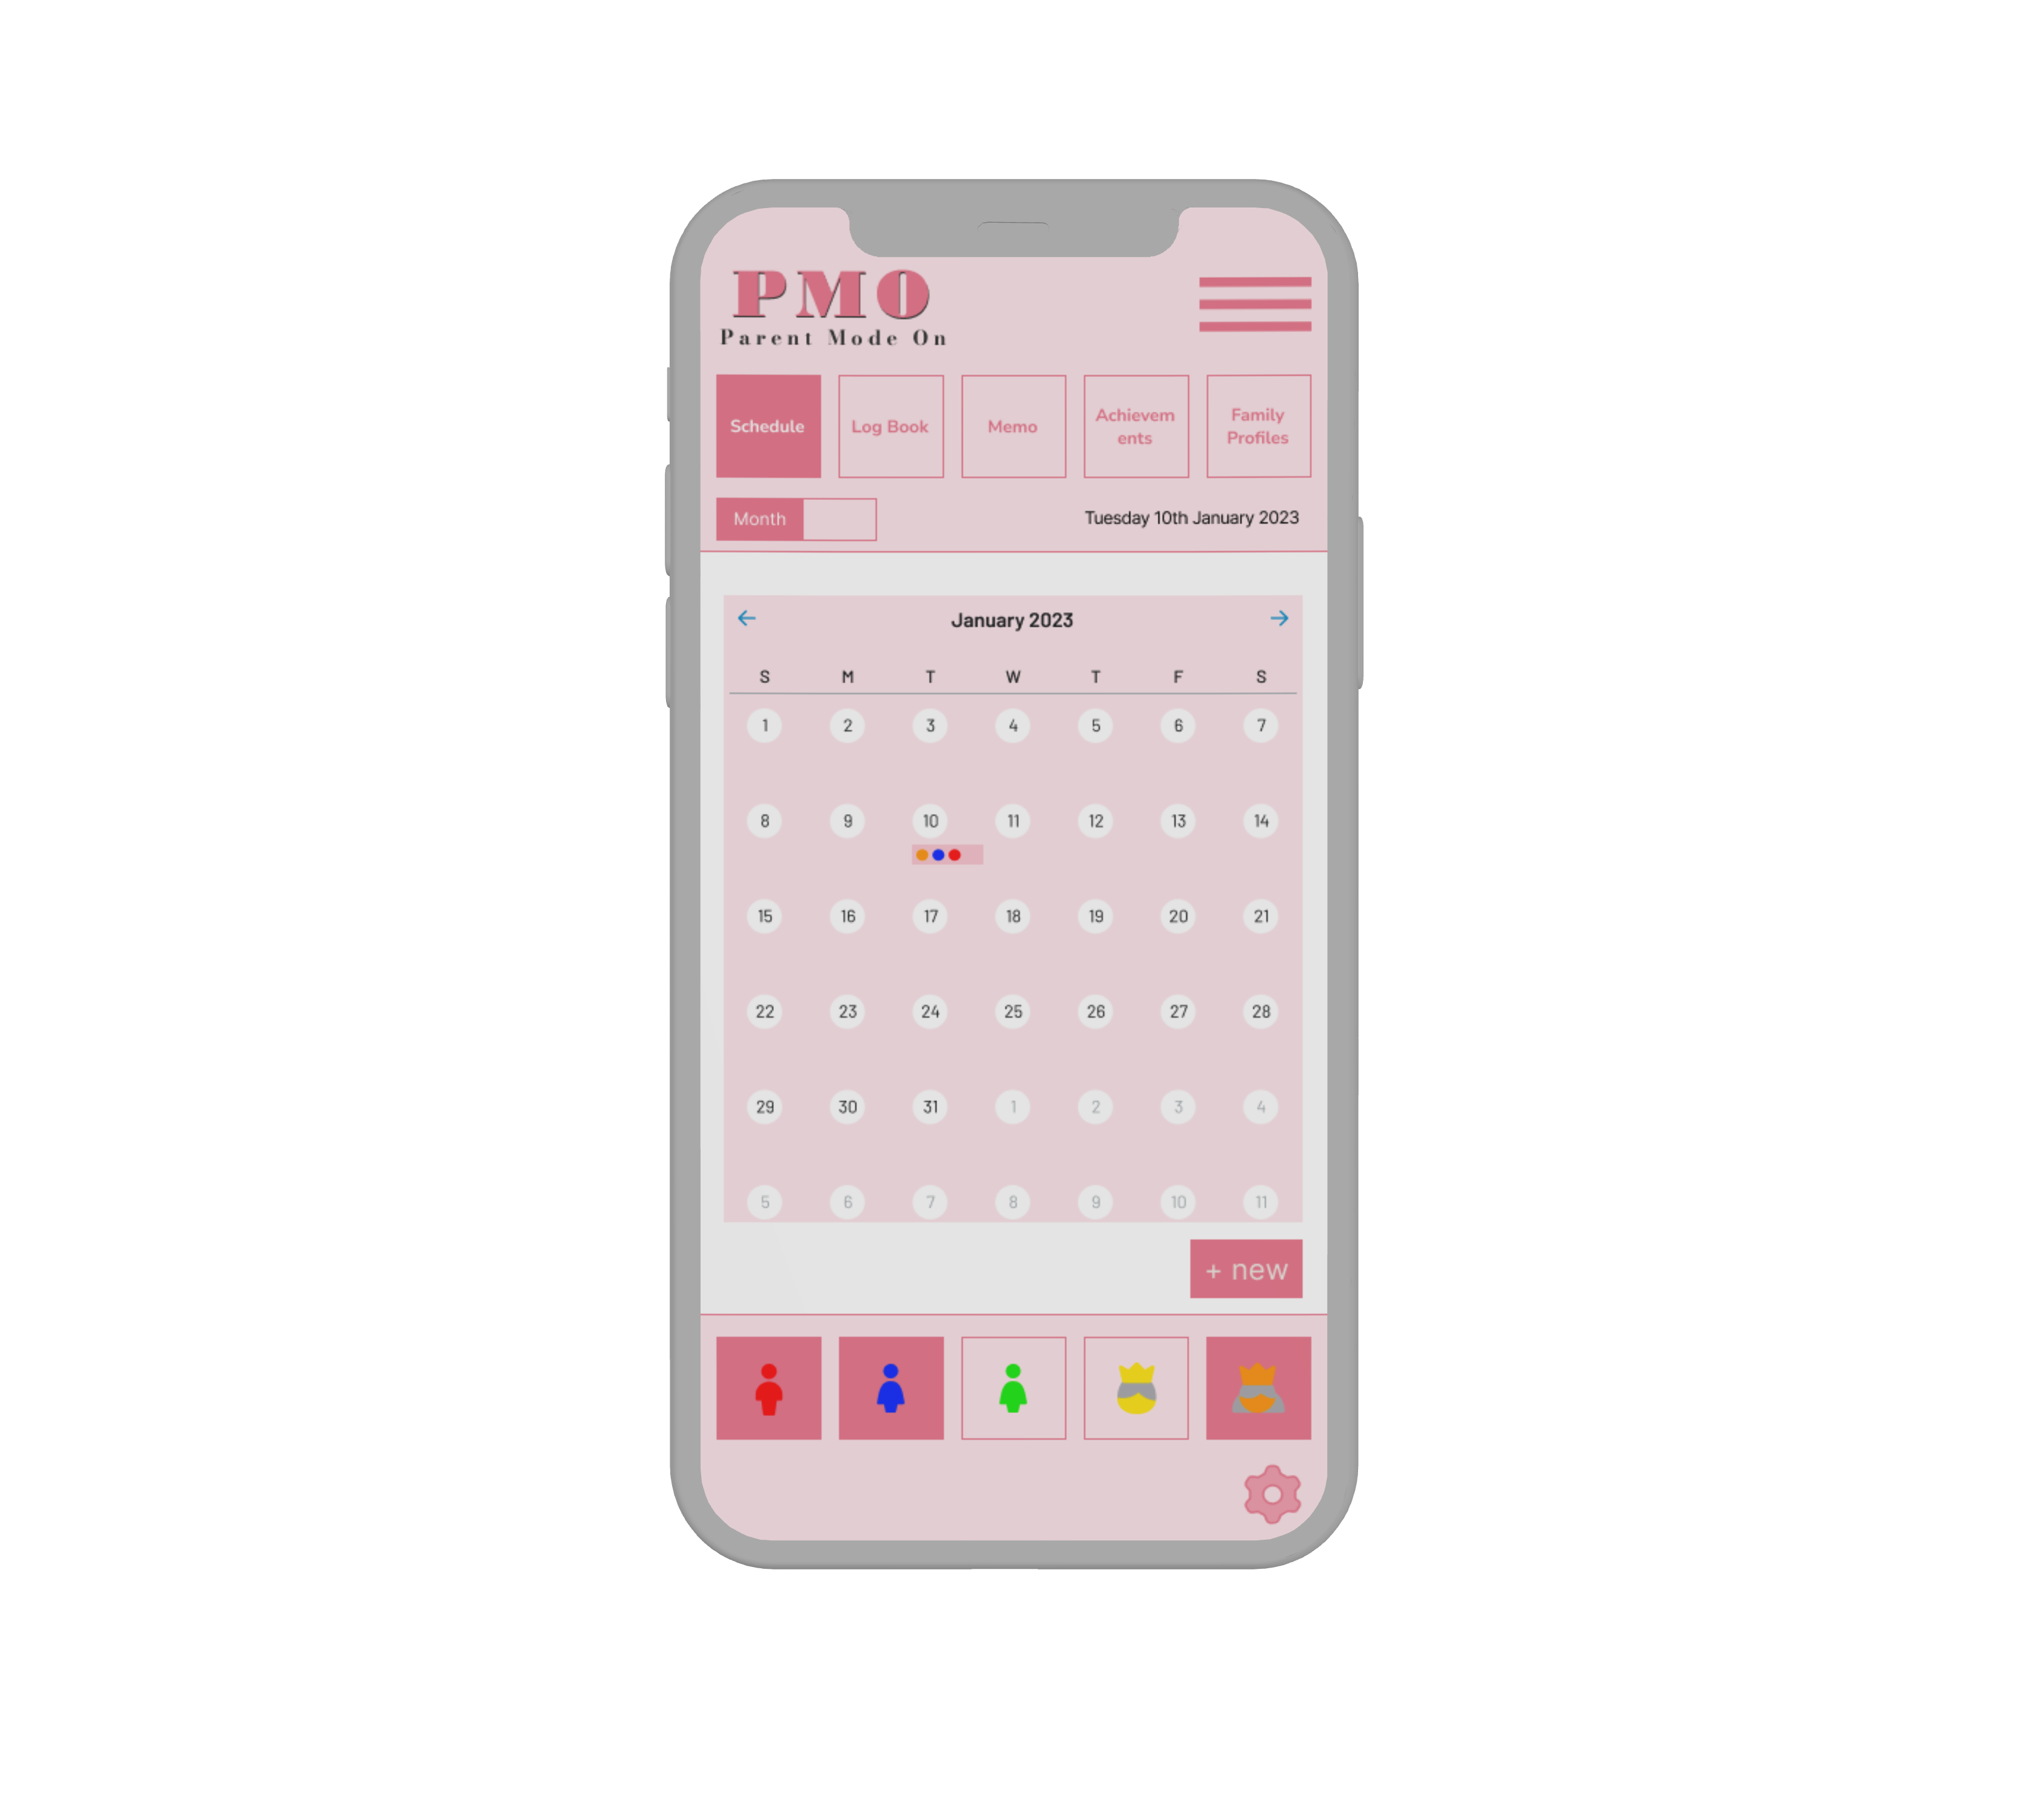 PMO
Parent Mode On
Schedule
Log Book
Memo
Achievem
ents
Family
Profiles
Month
Tuesday 10th January 2023
January 2023
S M T W T F S
1 2 3 4 5 6 7
8 9 10 11 12 13 14
15 16 17 18 19 20 21
22 23 24 25 26 27 28
29 30 31 1 2 3 4
5 6 7 8 9 10 11
+ new